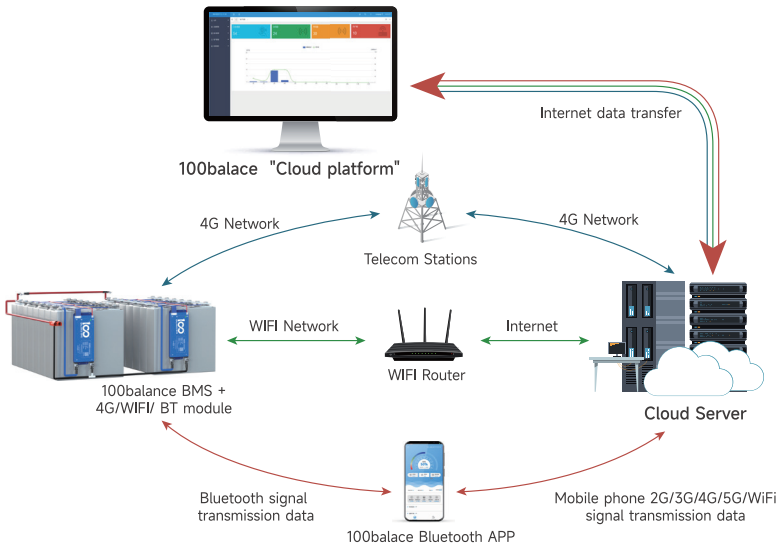 Internet data transfer
100balace "Cloud platform"
4G Network
4G Network
Telecom Stations
WIFI Network
Internet
WIFI Router
100balance BMS +
4G/WIFI/ BT module
Cloud Server
Bluetooth signal
transmission data
Mobile phone 2G/3G/4G/5G/WiFi
signal transmission data
100balace Bluetooth APP